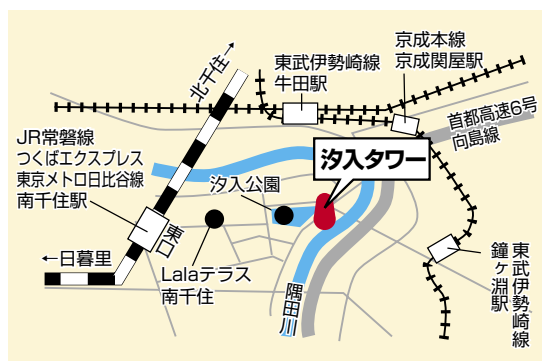 北千住→
東武伊勢崎線
牛田駅
京成本線
京成関屋駅
首都高速6号
向島線
JR常磐線
つくばエクスプレス
東京メトロ日比谷線
南千住駅
汐入タワー
汐入公園
東口
←日暮里
Lalaテラス
南千住
隅田川
東武伊勢崎線
鐘ヶ淵駅